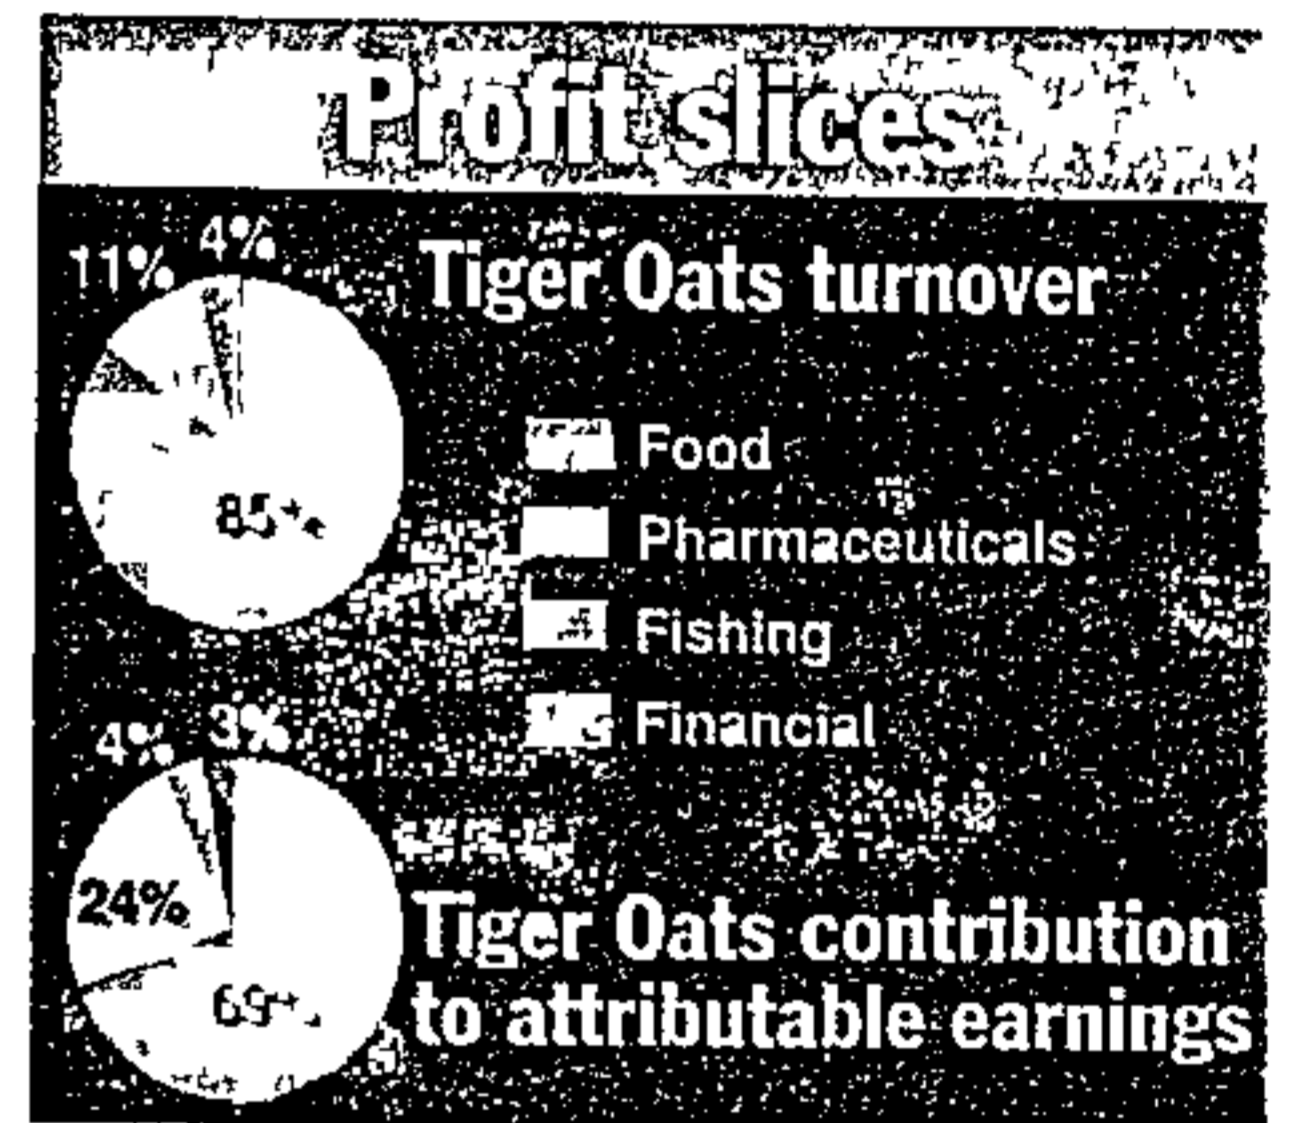 Profit slices
4%
11%
Tiger Oats turnover
85%
Food
Pharmaceuticals
Fishing
Financial
4% 3%
24%
69%
Tiger Oats contribution
to attributable earnings